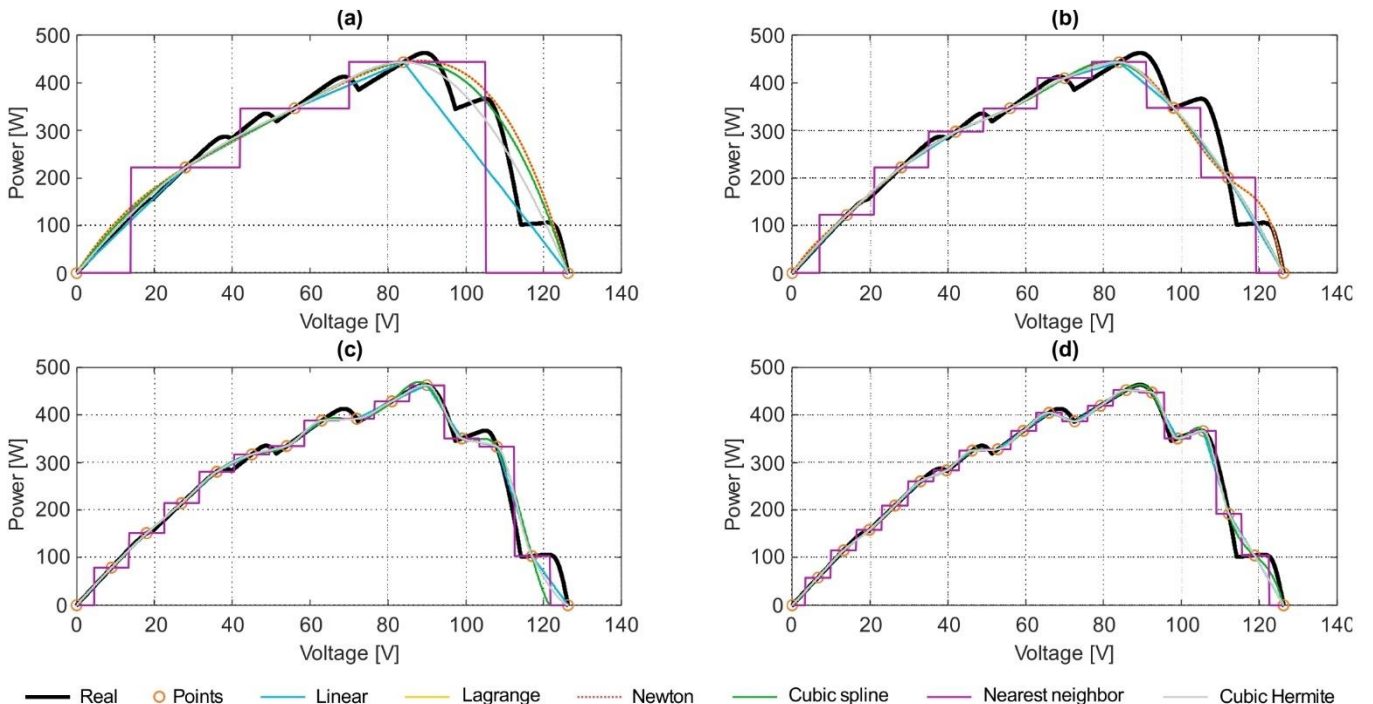 (a)
500
400
300
200
100
0
Power [W]
0 20 40 60 80 100 120 140
Voltage [V]
(b)
500
400
300
200
100
0
Power [W]
0 20 40 60 80 100 120 140
Voltage [V]
(c)
500
400
300
200
100
0
Power [W]
0 20 40 60 80 100 120 140
Voltage [V]
(d)
500
400
300
200
100
0
Power [W]
0 20 40 60 80 100 120 140
Voltage [V]
Real Points Linear Lagrange Newton Cubic spline Nearest neighbor Cubic Hermite